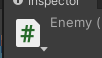 Inspector
#
Enemy (